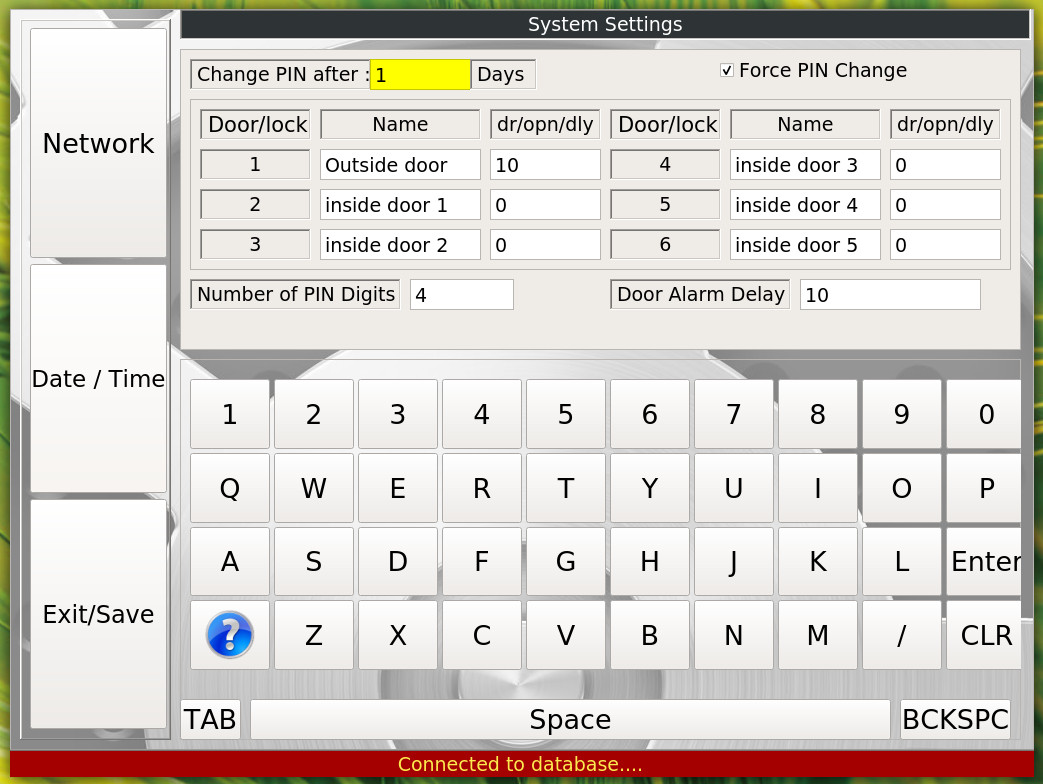 System Settings
Network
Date / Time
Exit/Save
Change PIN after : 1 Days
Force PIN Change
Door/lock Name dr/opn/dly Door/lock Name dr/opn/dly
1 Outside door 10 4 inside door 3 0
2 inside door 1 0 5 inside door 4 0
3 inside door 2 0 6 inside door 5 0
Number of PIN Digits 4 Door Alarm Delay 10
1 2 3 4 5 6 7 8 9 0
Q W E R T Y U I O P
A S D F G H J K L Enter
? Z X C V B N M / CLR
TAB Space BCKSPC
Connected to database....